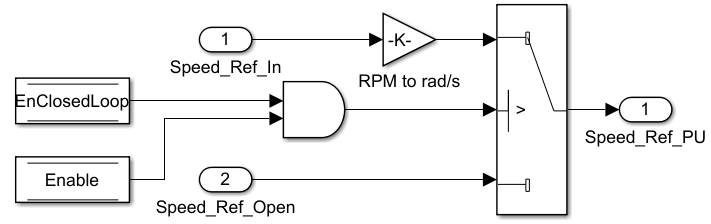 1
Speed_Ref_In
-K-
RPM to rad/s
EnClosedLoop
>
1
Speed_Ref_PU
Enable
2
Speed_Ref_Open